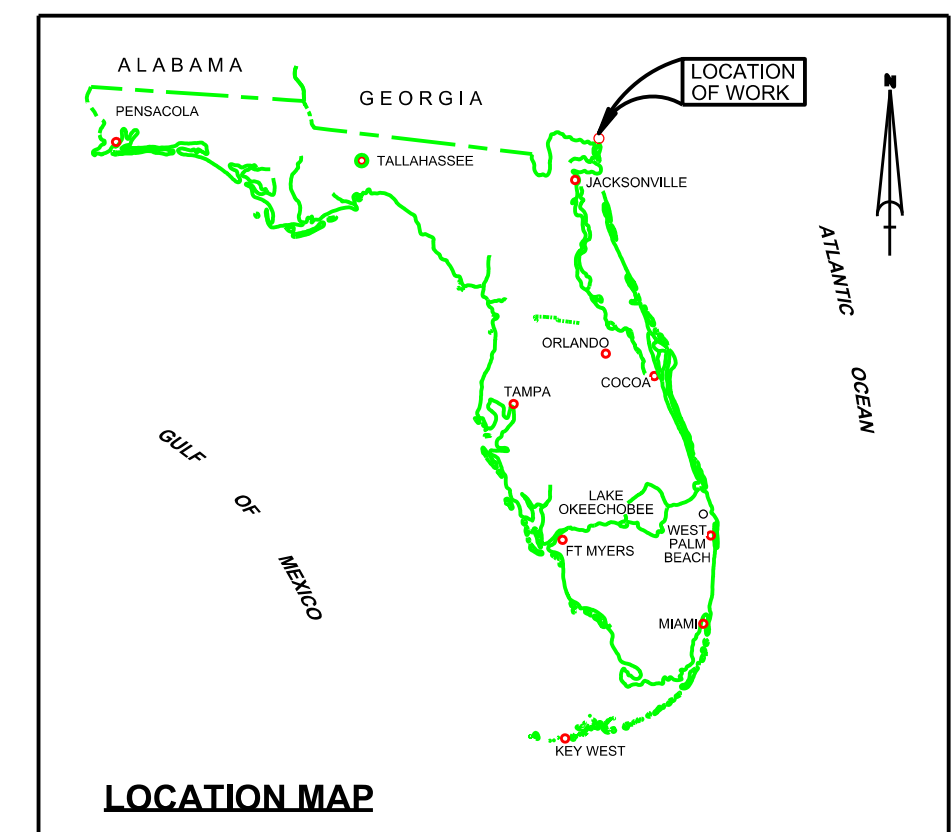 ALABAMA
LOCATION
OF WORK
N
GEORGIA
PENSACOLA
TALLAHASSEE
JACKSONVILLE
ATLANTIC
OCEAN
ORLANDO
COCOA
TAMPA
GULF
OF
MEXICO
LAKE
OKEECHOBEE
WEST
PALM
BEACH
FT MYERS
MIAMI
KEY WEST
LOCATION MAP